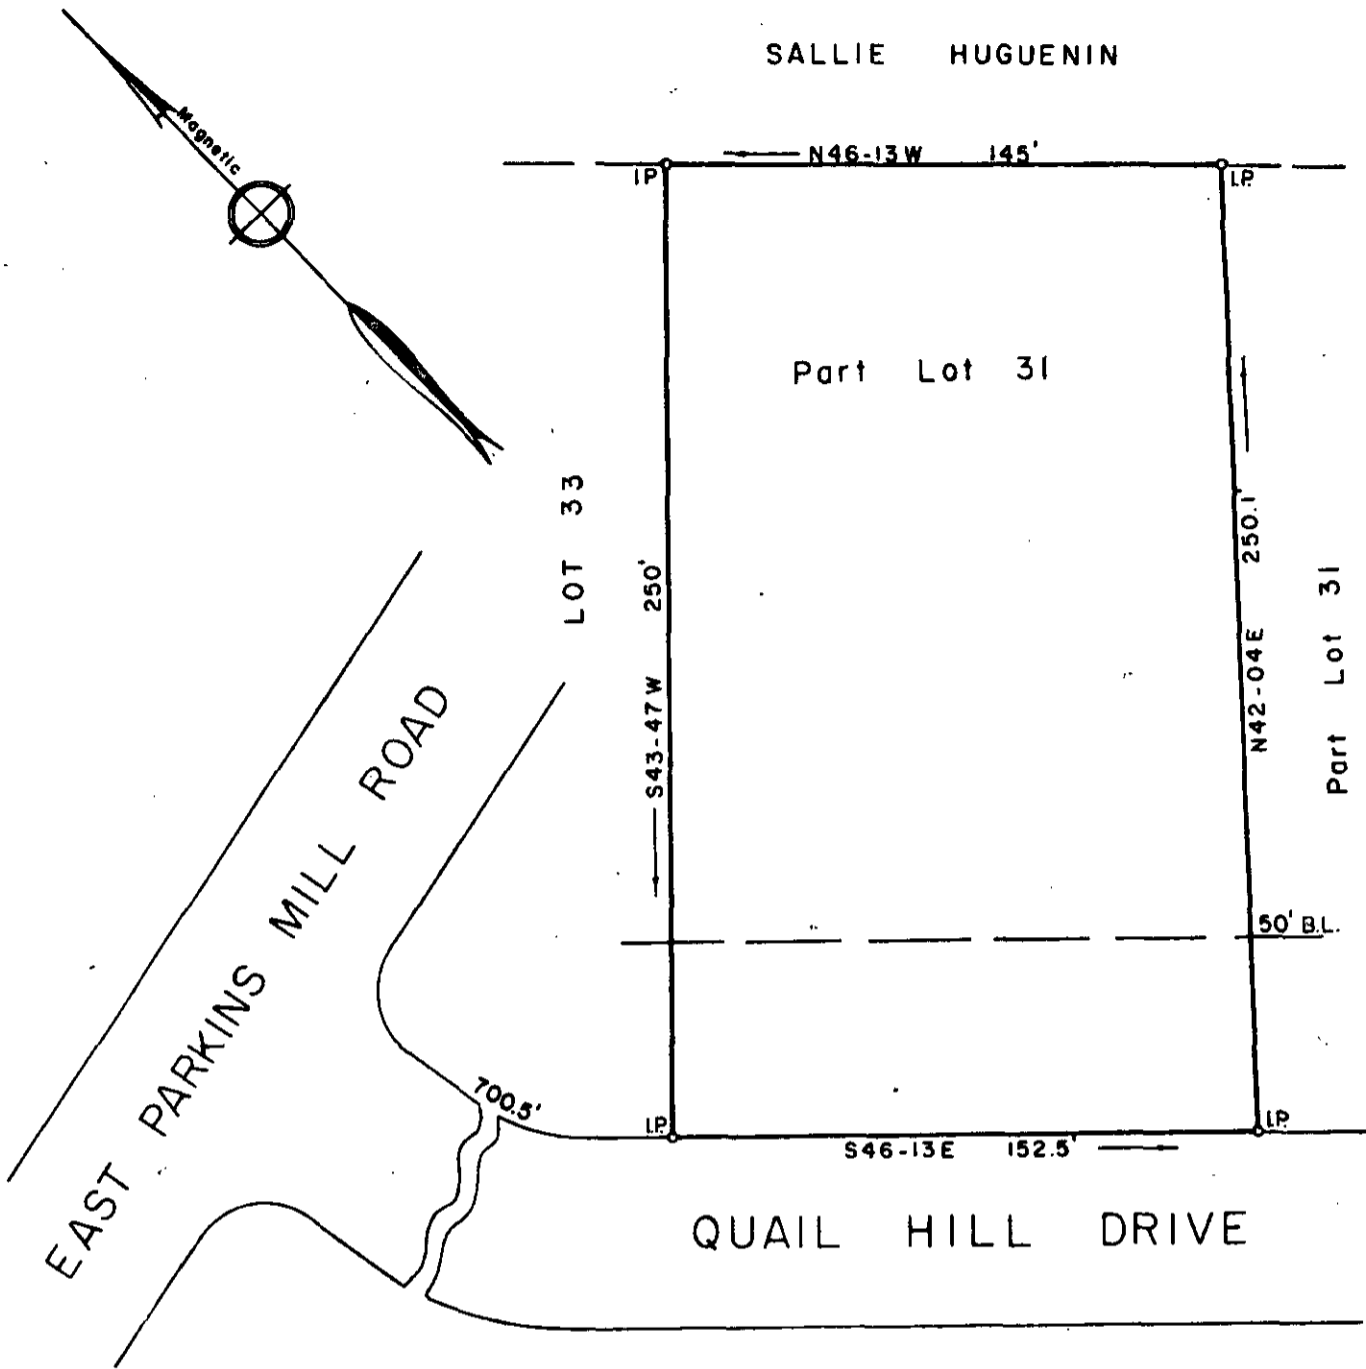 SALLIE HUGUENIN
Magnetic
N46-13W 145'
I.P.
I.P.
Part Lot 31
LOT 33
S43-47W 250'
N42-04E 250.1'
Part Lot 31
EAST PARKINS MILL ROAD
50' B.L.
700.5'
I.P.
I.P.
S46-13E 152.5'
QUAIL HILL DRIVE